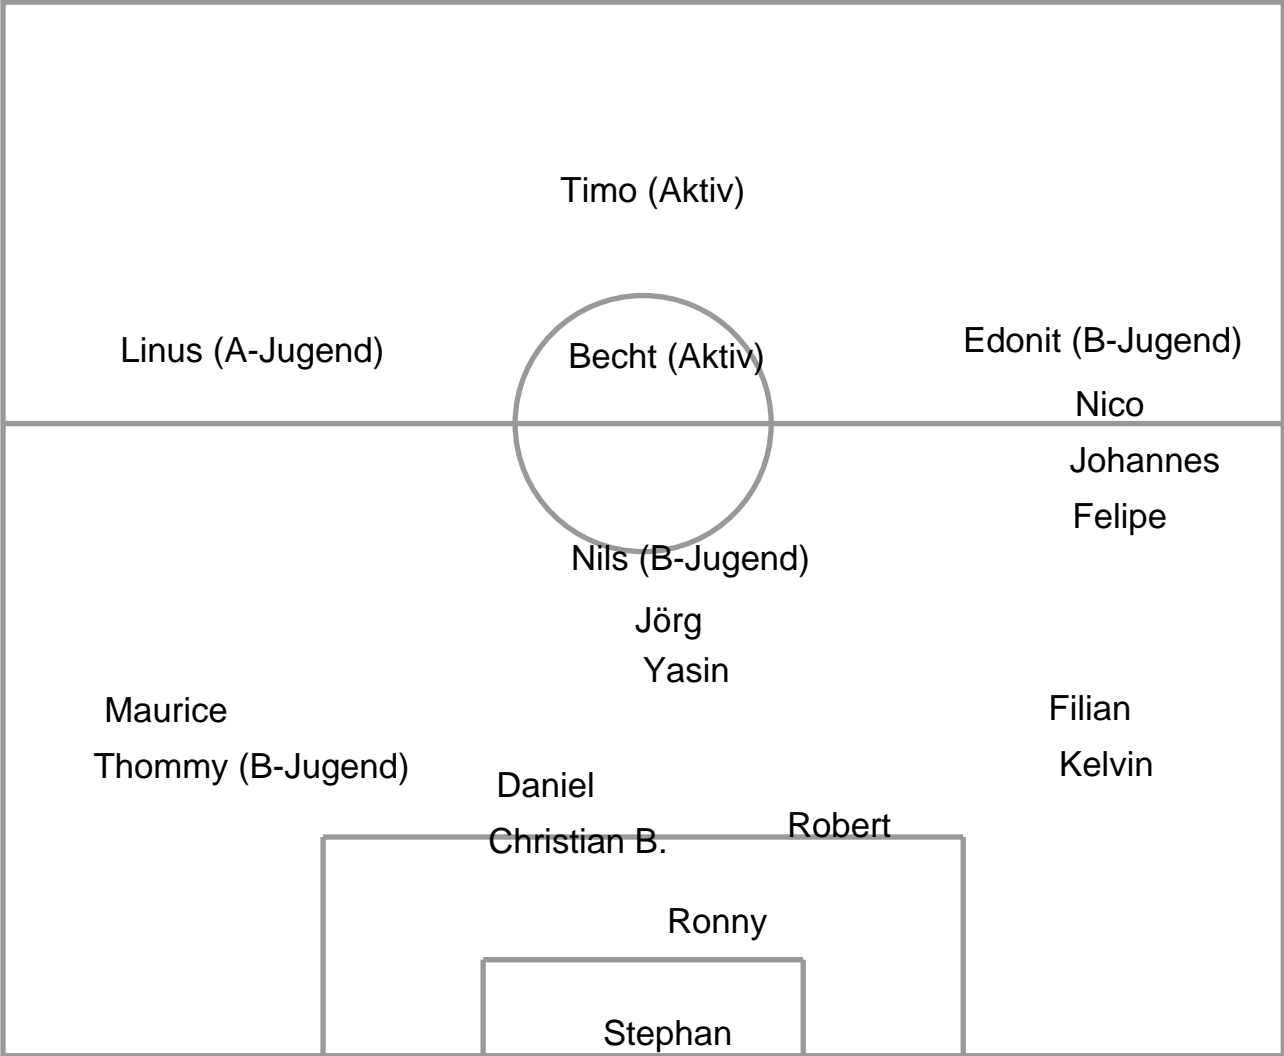 Timo (Aktiv)
Linus (A-Jugend)
Becht (Aktiv)
Edonit (B-Jugend)
Nico
Johannes
Felipe
Nils (B-Jugend)
Jörg
Yasin
Maurice
Thommy (B-Jugend)
Filian
Kelvin
Daniel
Christian B.
Robert
Ronny
Stephan